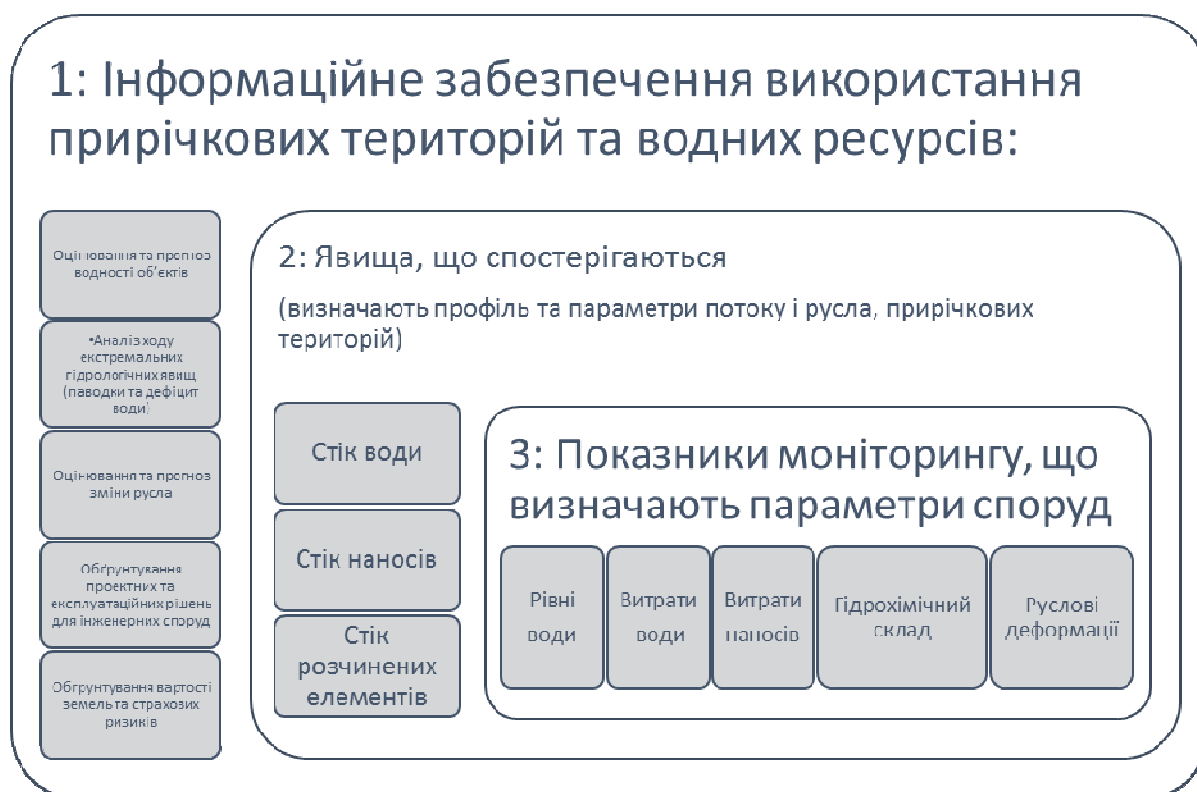 1: Інформаційне забезпечення використання
прирічкових територій та водних ресурсів:
Оцінювання та прогноз
водності об'єктів
•Аналіз ходу
екстремальних
гідрологічних явищ
(паводки та дефіцит
води)
Оцінювання та прогноз
зміни русла
Обґрунтування
проектних та
експлуатаційних рішень
для інженерних споруд
Обґрунтування вартості
земель та страхових
ризиків
2: Явища, що спостерігаються
(визначають профіль та параметри потоку і русла, прирічкових
територій)
Стік води
Стік наносів
Стік
розчинених
елементів
3: Показники моніторингу, що
визначають параметри споруд
Рівні
води
Витрати
води
Витрати
наносів
Гідрохімічний
склад
Руслові
деформації